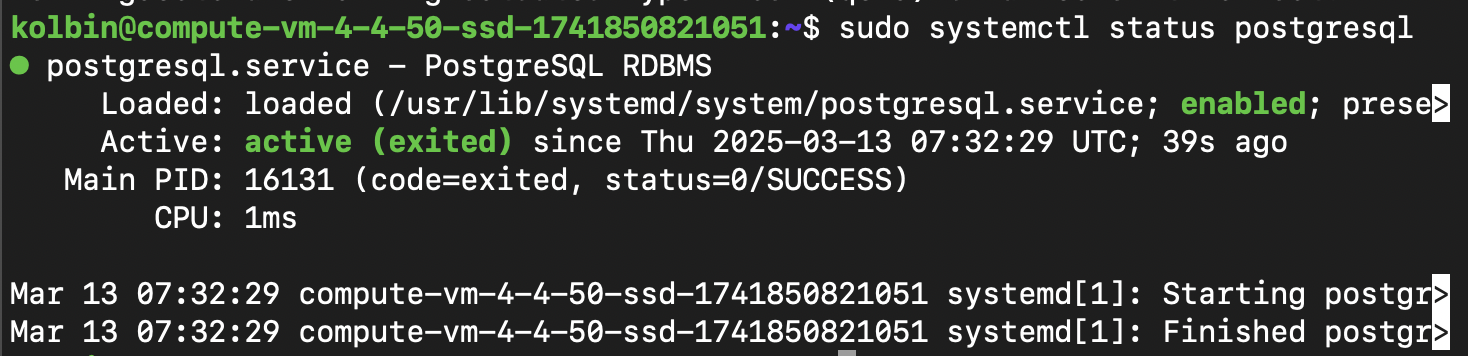 kolbin@compute-vm-4-4-50-ssd-1741850821051:~$ sudo systemctl status postgresql
● postgresql.service – PostgreSQL RDBMS
Loaded: loaded (/usr/lib/systemd/system/postgresql.service; enabled; prese>
Active: active (exited) since Thu 2025-03-13 07:32:29 UTC; 39s ago
Main PID: 16131 (code=exited, status=0/SUCCESS)
CPU: 1ms
Mar 13 07:32:29 compute-vm-4-4-50-ssd-1741850821051 systemd[1]: Starting postgr>
Mar 13 07:32:29 compute-vm-4-4-50-ssd-1741850821051 systemd[1]: Finished postgr>